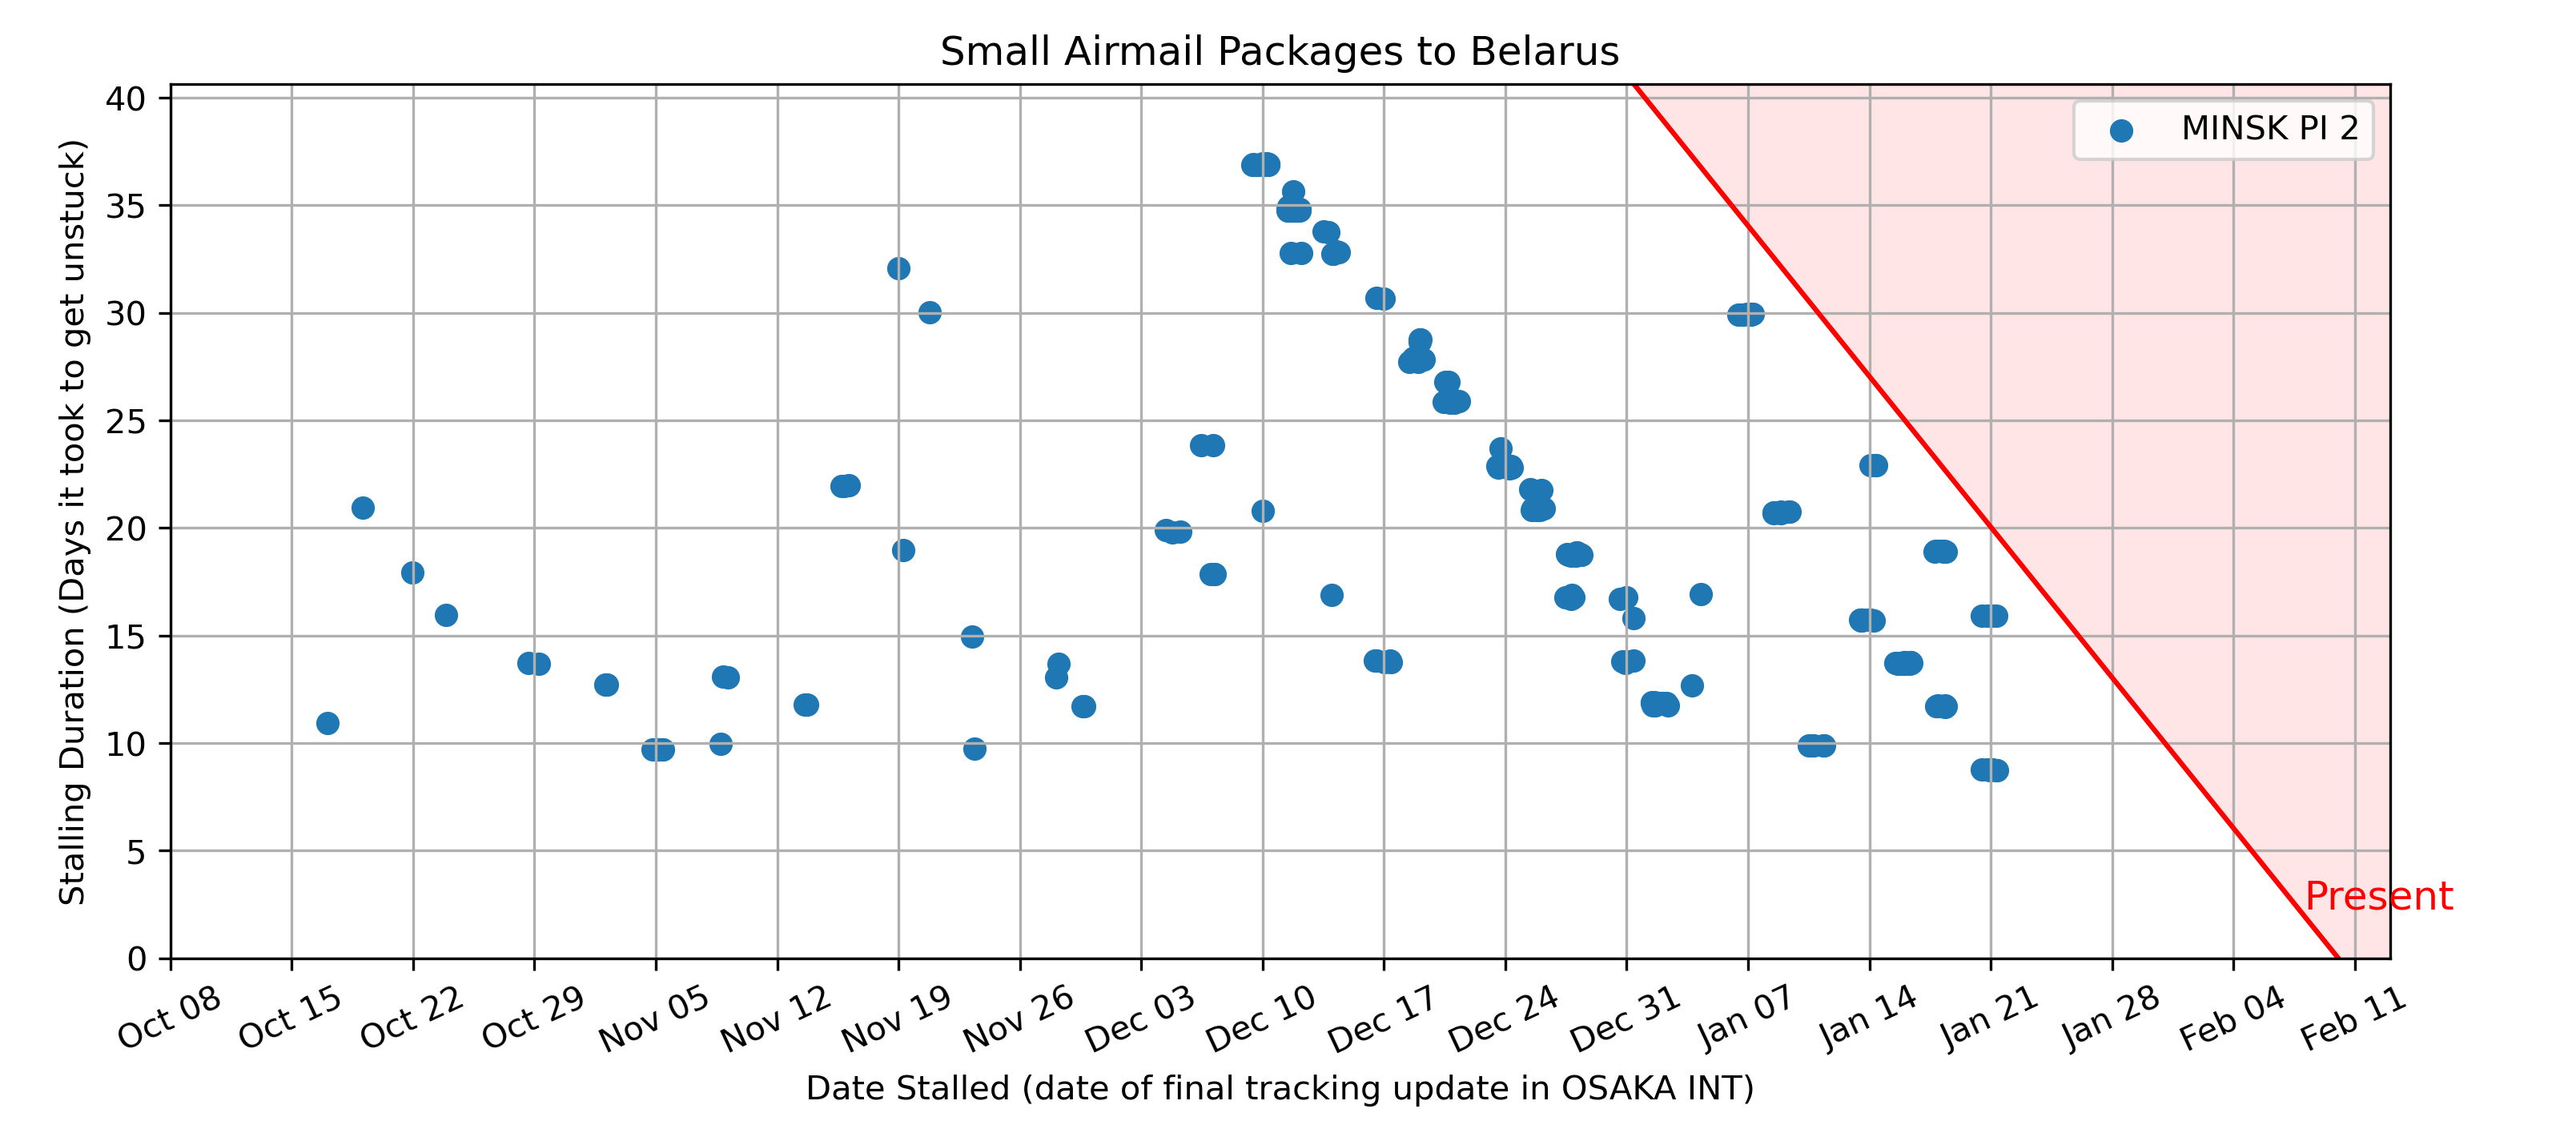 Small Airmail Packages to Belarus
MINSK PI 2
40
35
30
25
20
15
10
5
0
Stalling Duration (Days it took to get unstuck)
Present
Oct 08
Oct 15
Oct 22
Oct 29
Nov 05
Nov 12
Nov 19
Nov 26
Dec 03
Dec 10
Dec 17
Dec 24
Dec 31
Jan 07
Jan 14
Jan 21
Jan 28
Feb 04
Feb 11
Date Stalled (date of final tracking update in OSAKA INT)